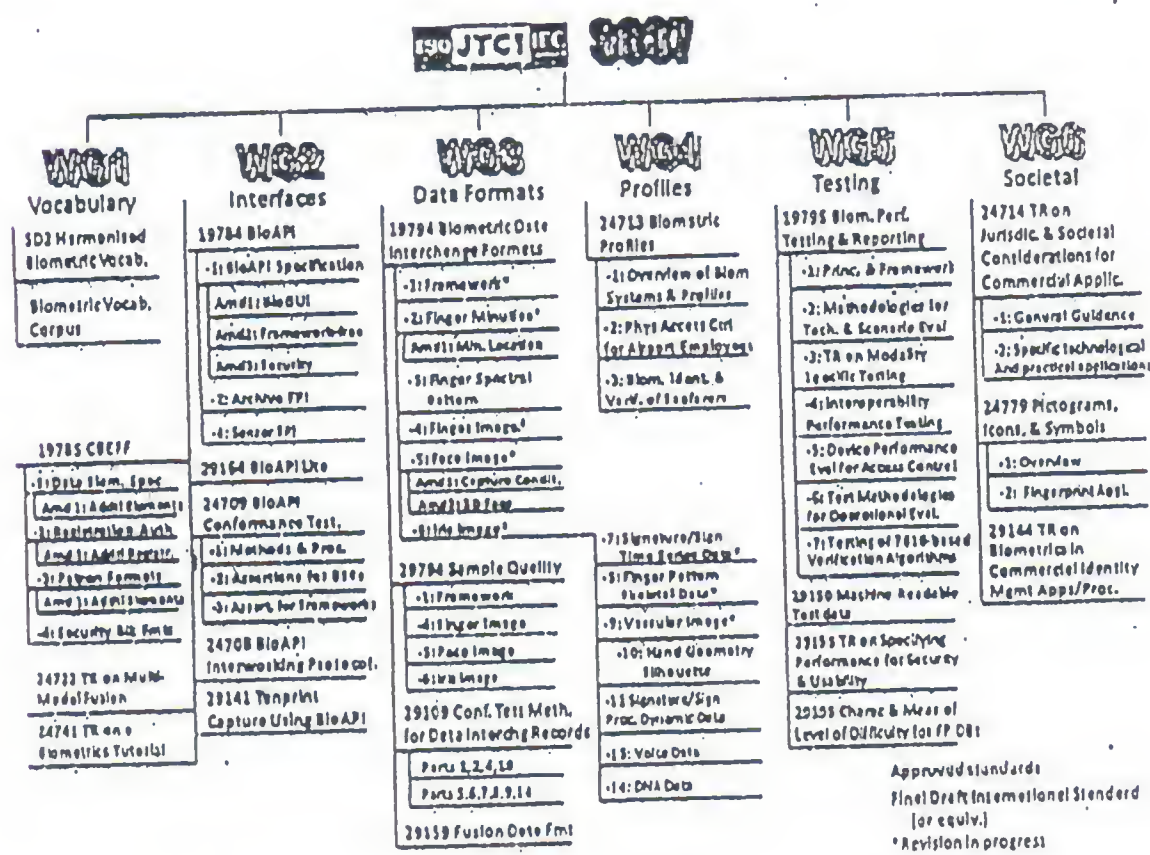 ISO JTC1 IEC SC37
WG1
Vocabulary
SD2 Harmonised
Biometric Vocab.
Biometric Vocab.
Corpus
19785 CBEFF
-1: Data Elem. Spec
Amd 1: Addtl Elements
-2: Registration Auth.
Amd 1: Addtl Registr.
-3: Patron Formats
Amd 1: Addtl Elements
-4: Security Blk Fmts
24722 TR on Multi-
Modal Fusion
24741 TR on a
Biometrics Tutorial
WG2
Interfaces
19784 BioAPI
-1: BioAPI Specification
Amd1: BioGUI
Amd2: Framework-free
Amd3: Security
-2: Archive FPI
-4: Sensor FPI
29164 BioAPI Lite
24709 BioAPI
Conformance Test.
-1: Methods & Proc.
-2: Assertions for BSPs
-3: Assert. for Frameworks
24708 BioAPI
Interworking Protocol.
29141 Tenprint
Capture Using BioAPI
WG3
Data Formats
19794 Biometric Data
Interchange Formats
-1: Framework*
-2: Finger Minutiae*
Amd1: Min. Location
-3: Finger Spectral
Pattern
-4: Finger Image*
-5: Face Image*
Amd1: Capture Condit.
Amd2: 3D Face
-6: Iris Image*
29794 Sample Quality
-1: Framework
-4: Finger Image
-5: Face Image
-6: Iris Image
29109 Conf. Test Meth.
for Data Interchg Records
Parts 1,2,4,10
Parts 5,6,7,8,9,14
29159 Fusion Data Fmt
WG4
Profiles
24713 Biometric
Profiles
-1: Overview of Biom
Systems & Profiles
-2: Phys Access Ctrl
for Airport Employees
-3: Biom. Ident. &
Verif. of Seafarers
-7: Signature/Sign
Time Series Data*
-8: Finger Pattern
Skeletal Data*
-9: Vascular Image*
-10: Hand Geometry
Silhouette
-11 Signature/Sign
Proc. Dynamic Data
-13: Voice Data
-14: DNA Data
WG5
Testing
19795 Biom. Perf.
Testing & Reporting
-1: Princ. & Framework
-2: Methodologies for
Tech. & Scenario Eval
-3: TR on Modality
Specific Testing
-4: Interoperability
Performance Testing
-5: Device Performance
Eval for Access Control
-6: Test Methodologies
for Operational Eval.
-7: Testing of 7816-based
Verification Algorithms
29120 Machine Readable
Test data
29156 TR on Specifying
Performance for Security
& Usability
Charac & Meas of
Level of Difficulty for FP DBs
WG6
Societal
24714 TR on
Jurisdic. & Societal
Considerations for
Commercial Applic.
-1: General Guidance
-2: Specific technological
And practical applications
24779 Pictograms,
Icons, & Symbols
-1: Overview
-2: Fingerprint Appl.
29144 TR on
Biometrics in
Commercial Identity
Mgmt Apps/Proc.
Approved standards
Final Draft International Standard
(or equiv.)
* Revision in progress